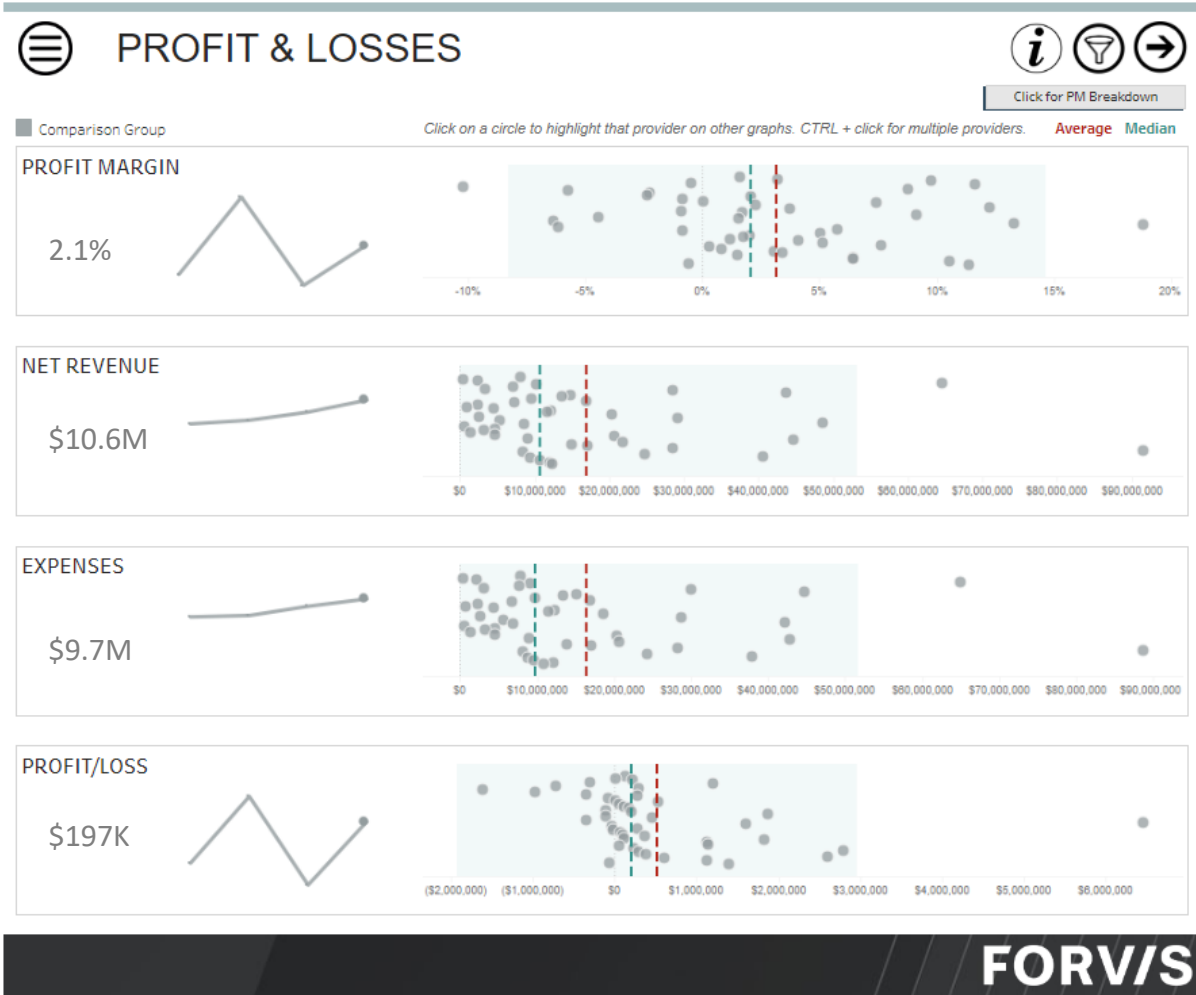 PROFIT & LOSSES
Click for PM Breakdown
Comparison Group
Click on a circle to highlight that provider on other graphs. CTRL + click for multiple providers.
Average Median
PROFIT MARGIN
2.1%
-10% -5% 0% 5% 10% 15% 20%
NET REVENUE
$10.6M
$0 $10,000,000 $20,000,000 $30,000,000 $40,000,000 $50,000,000 $60,000,000 $70,000,000 $80,000,000 $90,000,000
EXPENSES
$9.7M
$0 $10,000,000 $20,000,000 $30,000,000 $40,000,000 $50,000,000 $60,000,000 $70,000,000 $80,000,000 $90,000,000
PROFIT/LOSS
$197K
($2,000,000) ($1,000,000) $0 $1,000,000 $2,000,000 $3,000,000 $4,000,000 $5,000,000 $6,000,000
FORV/S